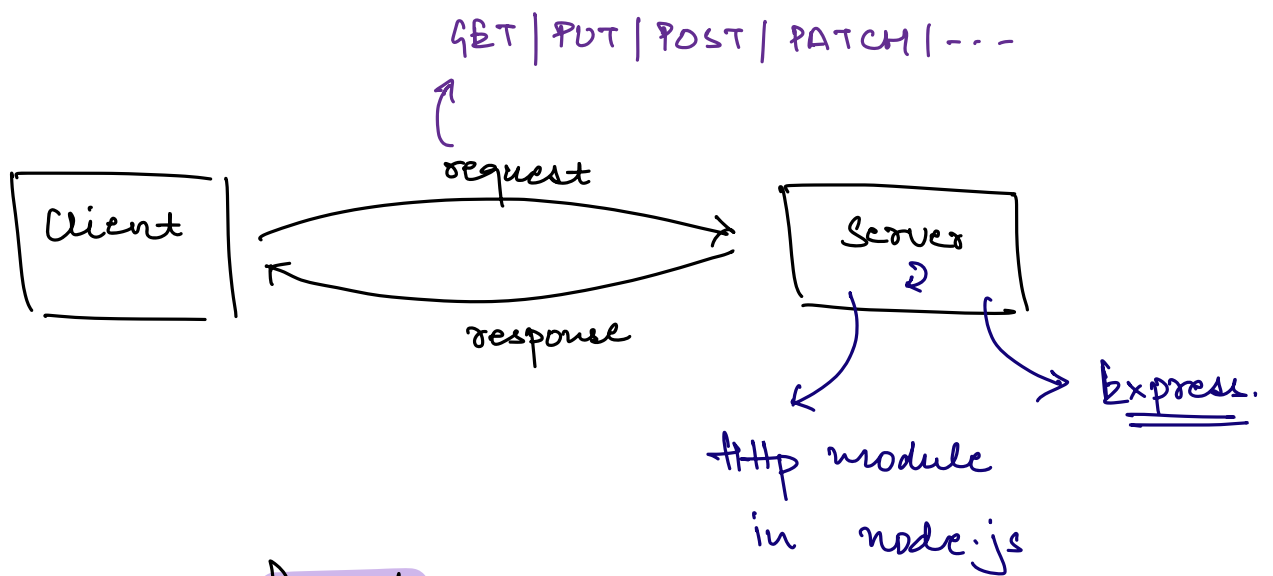 GET | PUT | POST | PATCH | ---
request
Client
Server
response
Express.
Http module
in node.js